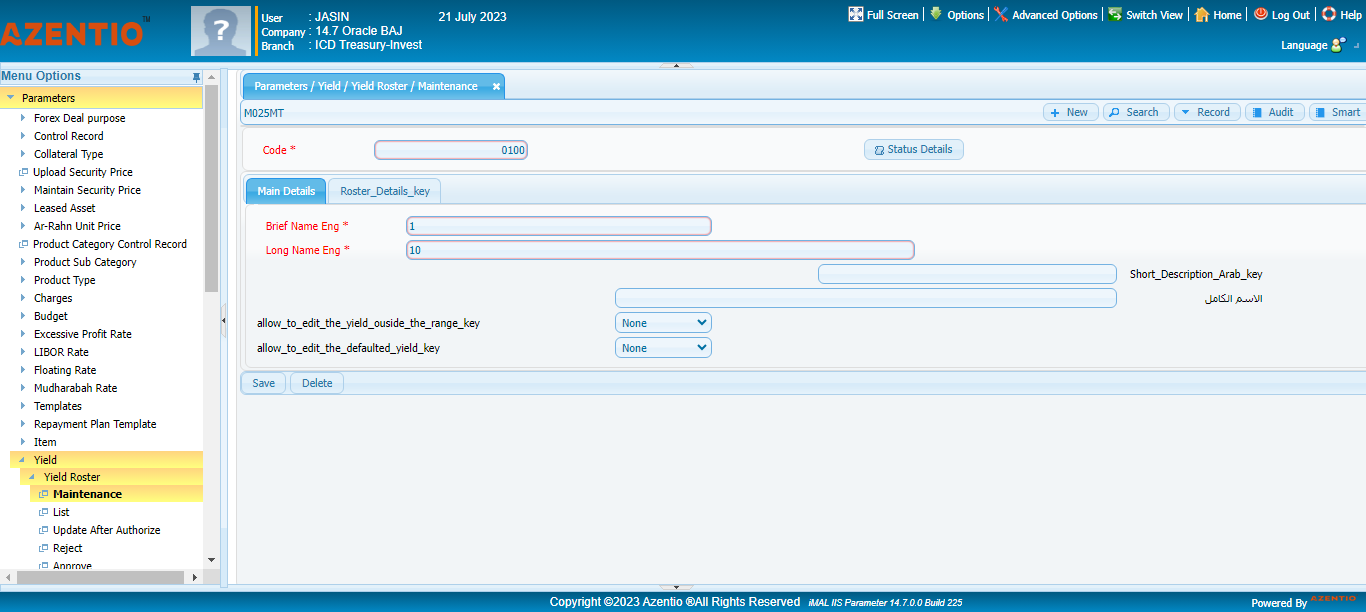 AZENTIO™
?
User : JASIN 21 July 2023
Company : 14.7 Oracle BAJ
Branch : ICD Treasury-Invest
Full Screen Options Advanced Options Switch View Home Log Out Help
Language
Menu Options
Parameters
Forex Deal purpose
Control Record
Collateral Type
Upload Security Price
Maintain Security Price
Leased Asset
Ar-Rahn Unit Price
Product Category Control Record
Product Sub Category
Product Type
Charges
Budget
Excessive Profit Rate
LIBOR Rate
Floating Rate
Mudharabah Rate
Templates
Repayment Plan Template
Item
Yield
Yield Roster
Maintenance
List
Update After Authorize
Reject
Approve
Parameters / Yield / Yield Roster / Maintenance
M025MT
New Search Record Audit Smart
Code * 0100 Status Details
Main Details Roster_Details_key
Brief Name Eng * 1
Long Name Eng * 10
Short_Description_Arab_key
الاسم الكامل
allow_to_edit_the_yield_ouside_the_range_key None
allow_to_edit_the_defaulted_yield_key None
Save Delete
Copyright ©2023 Azentio ®All Rights Reserved iMAL IIS Parameter 14.7.0.0 Build 225
Powered By AZENTIO